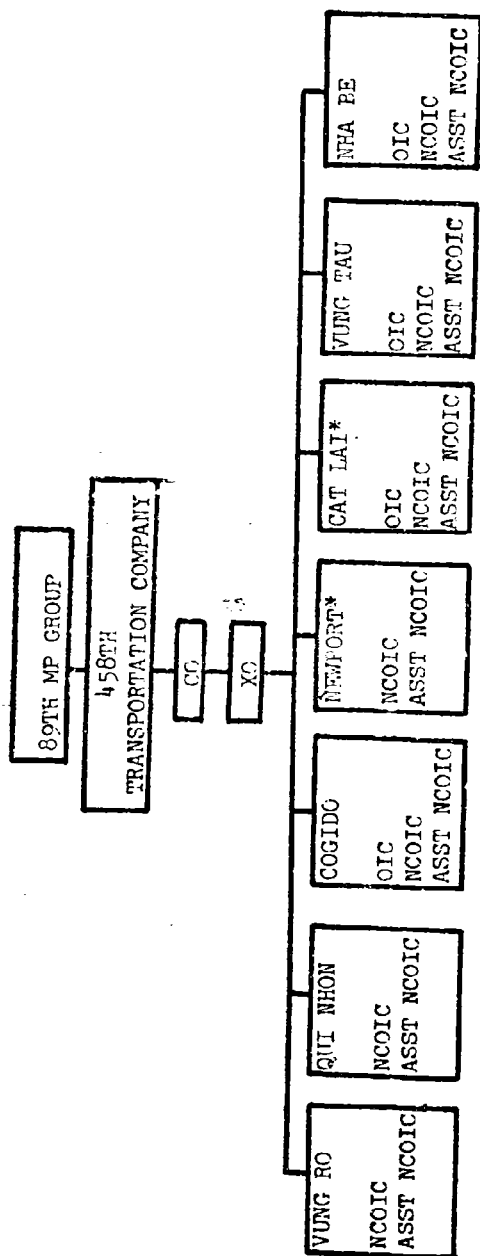 89TH MP GROUP
458TH
TRANSPORTATION COMPANY
CO
XO
VUNG RO
NCOIC
ASST NCOIC
QUI NHON
NCOIC
ASST NCOIC
COGIDO
OIC
NCOIC
ASST NCOIC
NEWPORT*
NCOIC
ASST NCOIC
CAT LAI*
OIC
NCOIC
ASST NCOIC
VUNG TAU
OIC
NCOIC
ASST NCOIC
NHA BE
OIC
NCOIC
ASST NCOIC